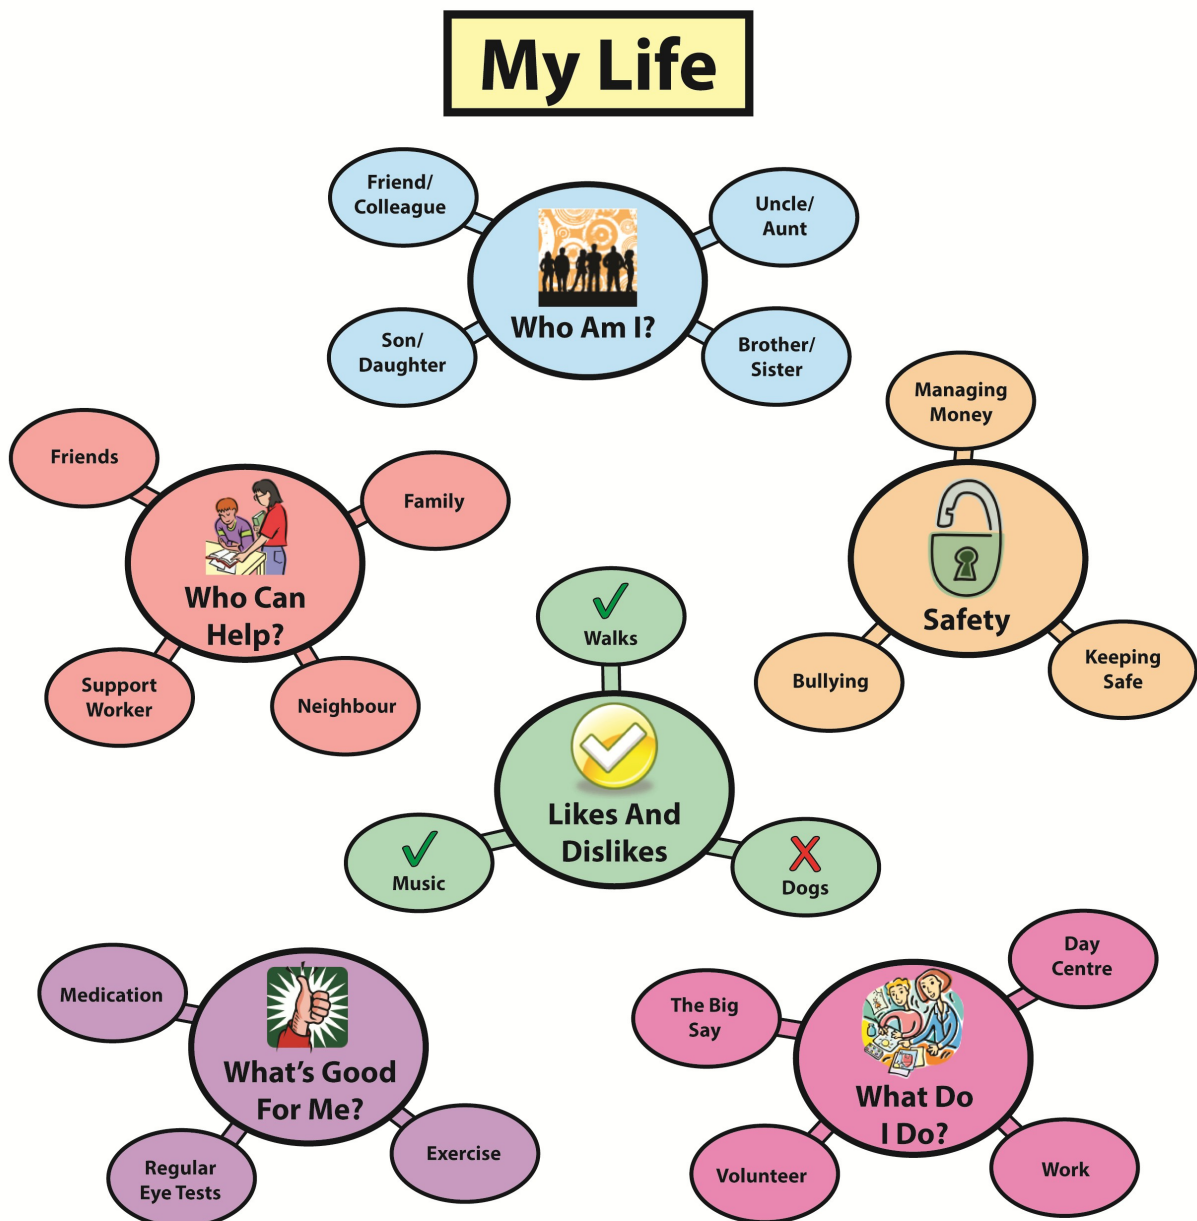 My Life
Friend/
Colleague
Uncle/
Aunt
Who Am I?
Son/
Daughter
Brother/
Sister
Friends
Family
Who Can
Help?
Support
Worker
Neighbour
Managing
Money
Safety
Bullying
Keeping
Safe
Walks
Likes And
Dislikes
Music
Dogs
Medication
What's Good
For Me?
Regular
Eye Tests
Exercise
The Big
Say
Day
Centre
What Do
I Do?
Volunteer
Work